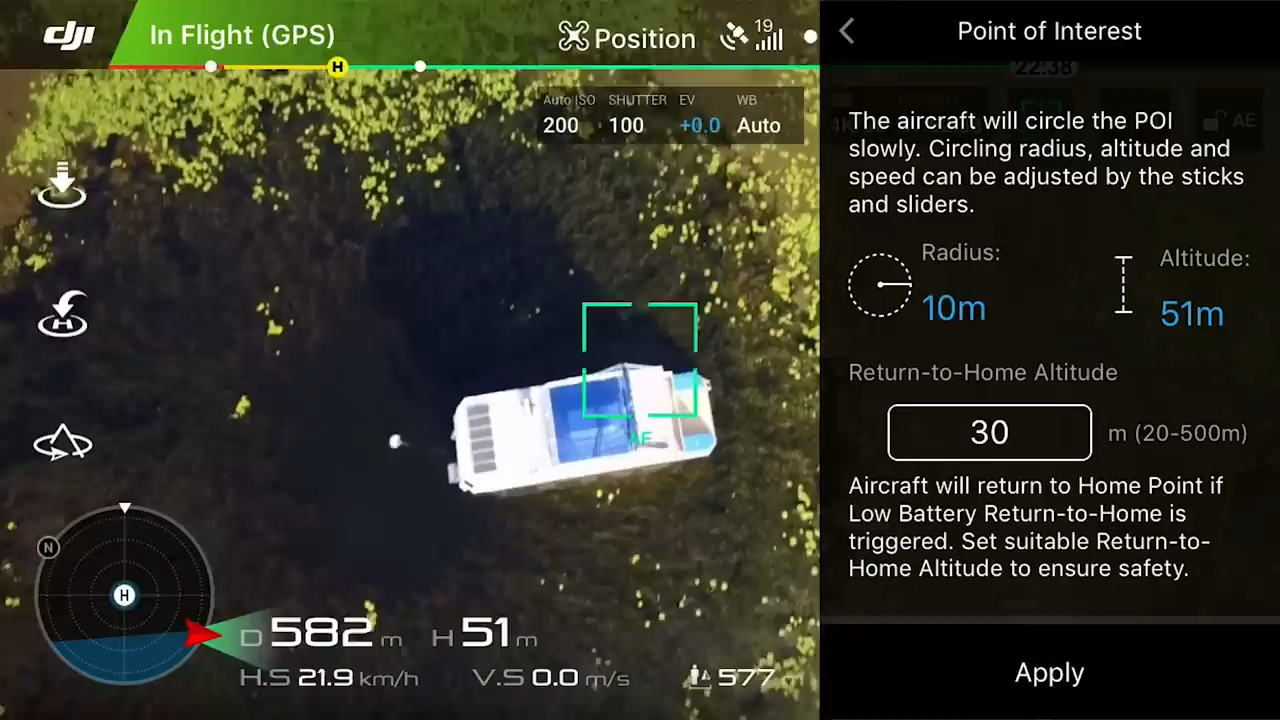 dji
In Flight (GPS)
Position
19
H
Auto ISO SHUTTER EV WB
200 100 +0.0 Auto
AF
N
H
D 582 m H 51 m
H.S 21.9 km/h V.S 0.0 m/s 577
Point of Interest
22:38
AE
The aircraft will circle the POI
slowly. Circling radius, altitude and
speed can be adjusted by the sticks
and sliders.
Radius:
10m
Altitude:
51m
Return-to-Home Altitude
30 m (20-500m)
Aircraft will return to Home Point if
Low Battery Return-to-Home is
triggered. Set suitable Return-to-
Home Altitude to ensure safety.
Apply